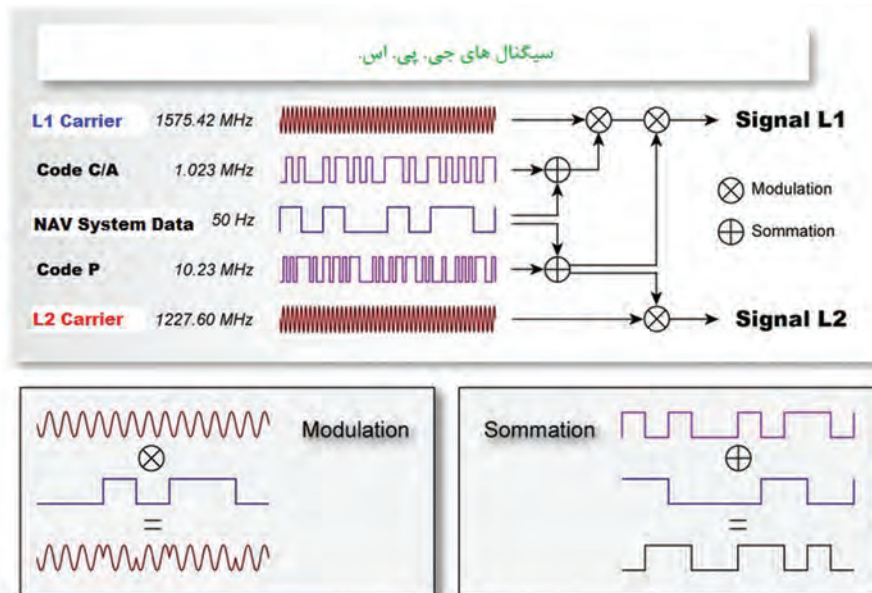 سیگنال های جی. پی. اس.
L1 Carrier 1575.42 MHz Signal L1
Code C/A 1.023 MHz
Modulation
NAV System Data 50 Hz
Sommation
Code P 10.23 MHz
L2 Carrier 1227.60 MHz Signal L2
Modulation Sommation